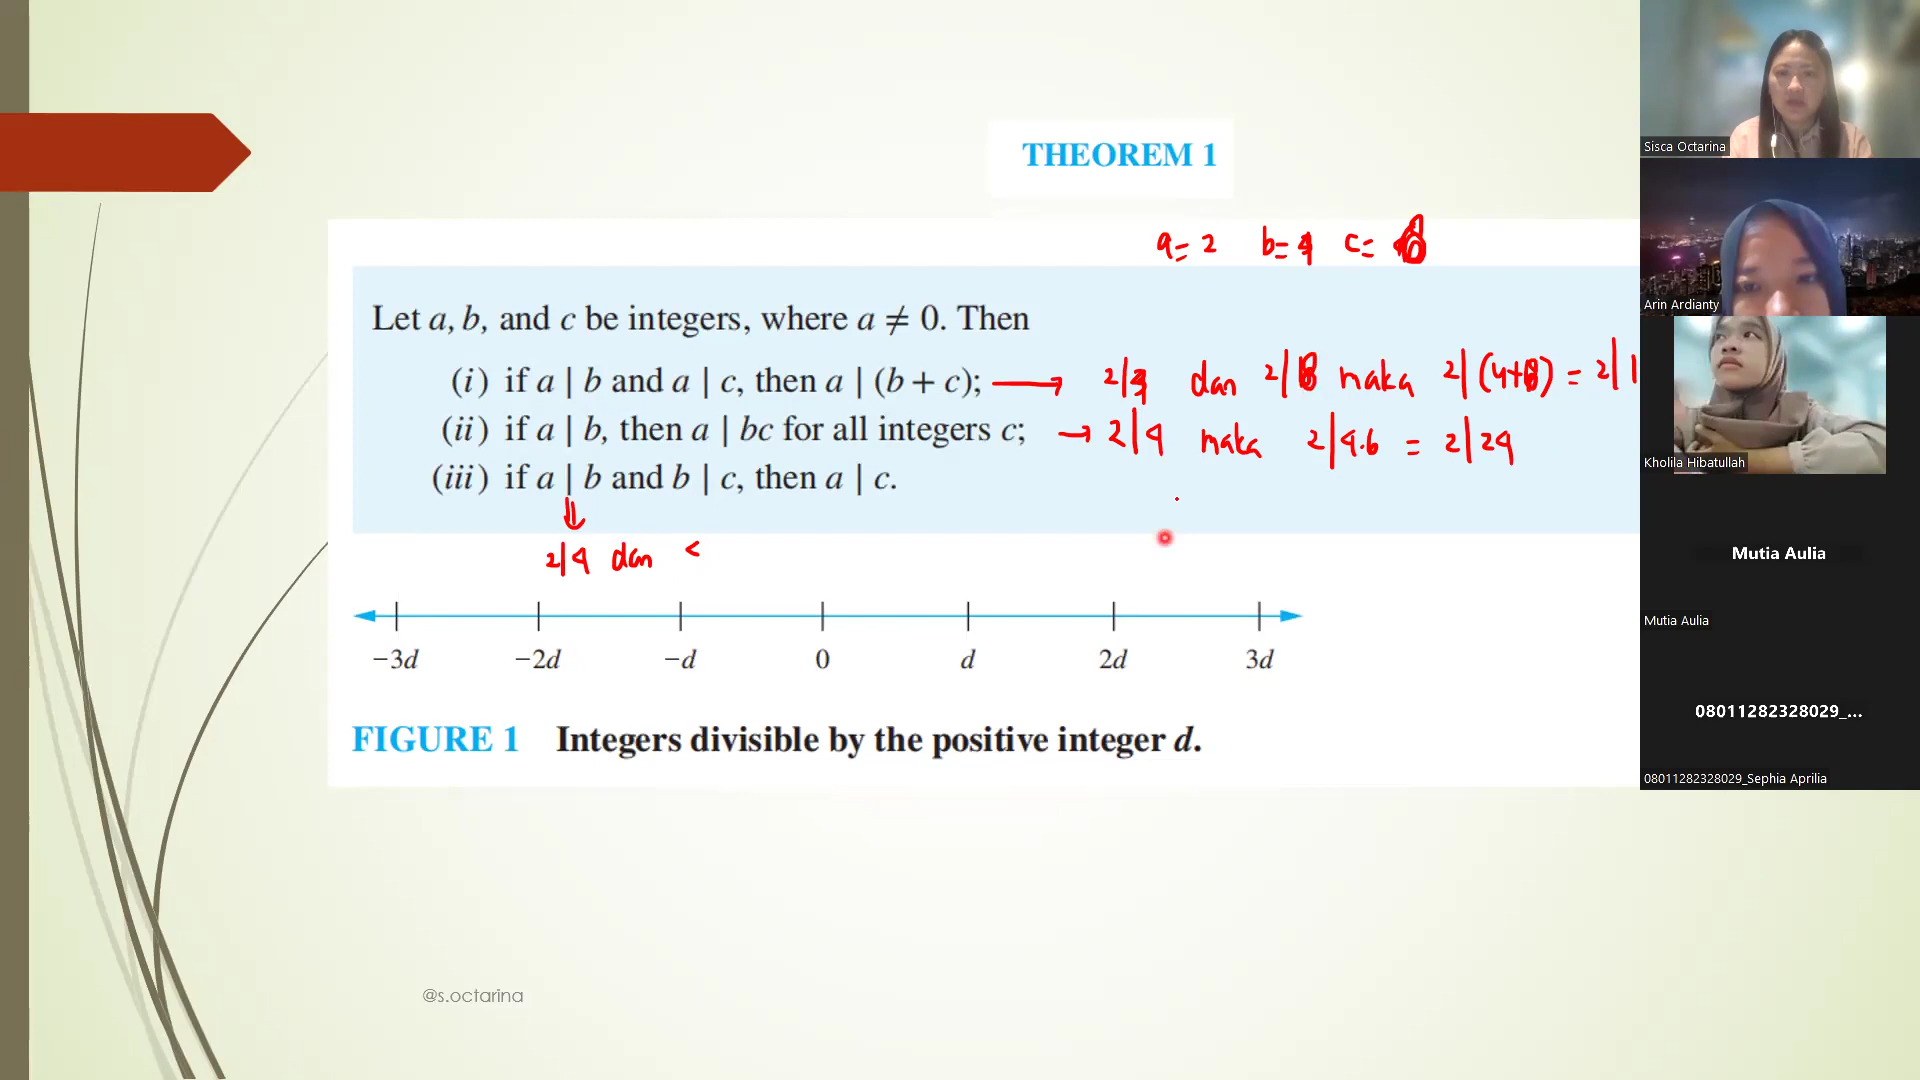 THEOREM 1
a = 2 b = 4 c =
Let a, b, and c be integers, where a ≠ 0. Then
(i) if a | b and a | c, then a | (b + c); → 2|4 dan 2| maka 2|(4+ ) = 2|1
(ii) if a | b, then a | bc for all integers c; → 2|4 maka 2|4.6 = 2|24
(iii) if a | b and b | c, then a | c.
2|4 dan
−3d −2d −d 0 d 2d 3d
FIGURE 1 Integers divisible by the positive integer d.
@s.octarina
Sisca Octarina
Arin Ardianty
Kholila Hibatullah
Mutia Aulia
Mutia Aulia
08011282328029_...
08011282328029_Sephia Aprilia